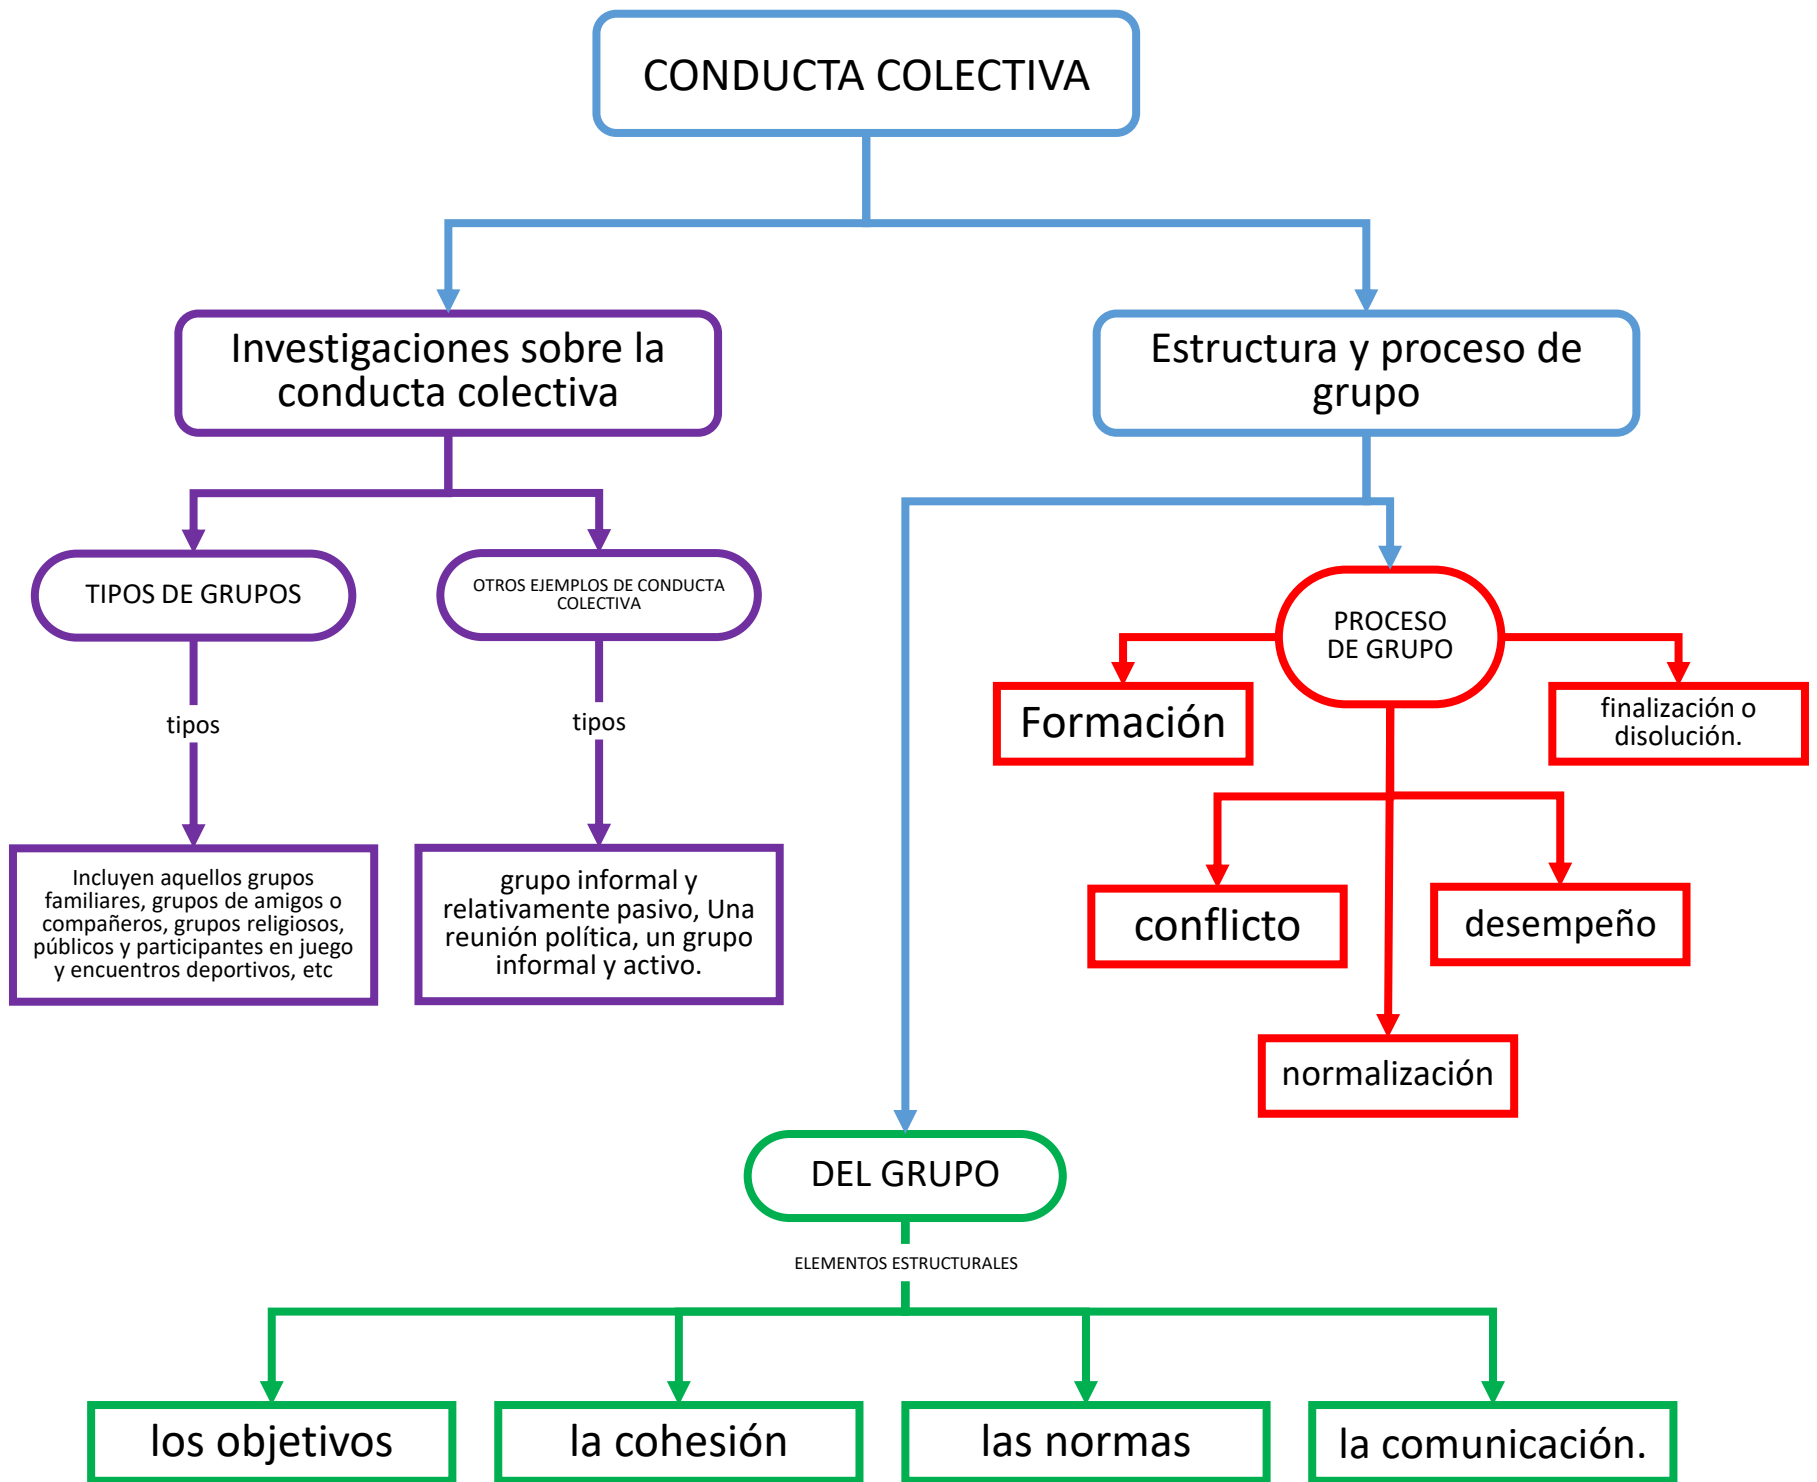 CONDUCTA COLECTIVA
Investigaciones sobre la
conducta colectiva
Estructura y proceso de
grupo
TIPOS DE GRUPOS
OTROS EJEMPLOS DE CONDUCTA
COLECTIVA
PROCESO
DE GRUPO
tipos
tipos
Formación
finalización o
disolución.
Incluyen aquellos grupos
familiares, grupos de amigos o
compañeros, grupos religiosos,
públicos y participantes en juego
y encuentros deportivos, etc
grupo informal y
relativamente pasivo, Una
reunión política, un grupo
informal y activo.
conflicto
desempeño
normalización
DEL GRUPO
ELEMENTOS ESTRUCTURALES
los objetivos
la cohesión
las normas
la comunicación.